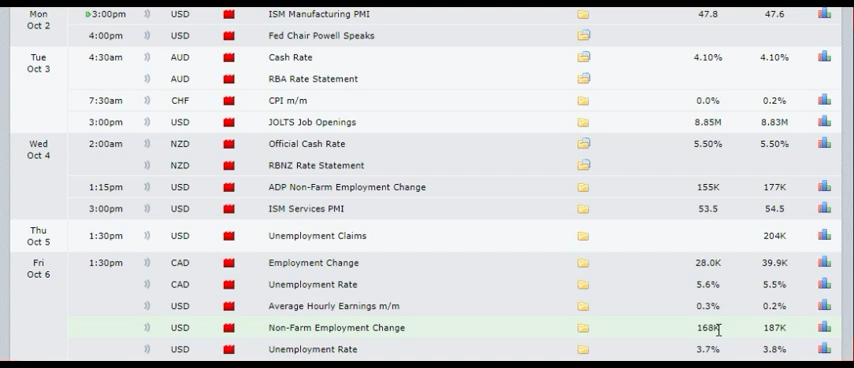 Mon Oct 2 3:00pm USD ISM Manufacturing PMI 47.8 47.6
4:00pm USD Fed Chair Powell Speaks
Tue Oct 3 4:30am AUD Cash Rate 4.10% 4.10%
AUD RBA Rate Statement
7:30am CHF CPI m/m 0.0% 0.2%
3:00pm USD JOLTS Job Openings 8.85M 8.83M
Wed Oct 4 2:00am NZD Official Cash Rate 5.50% 5.50%
NZD RBNZ Rate Statement
1:15pm USD ADP Non-Farm Employment Change 155K 177K
3:00pm USD ISM Services PMI 53.5 54.5
Thu Oct 5 1:30pm USD Unemployment Claims 204K
Fri Oct 6 1:30pm CAD Employment Change 28.0K 39.9K
CAD Unemployment Rate 5.6% 5.5%
USD Average Hourly Earnings m/m 0.3% 0.2%
USD Non-Farm Employment Change 168K 187K
USD Unemployment Rate 3.7% 3.8%